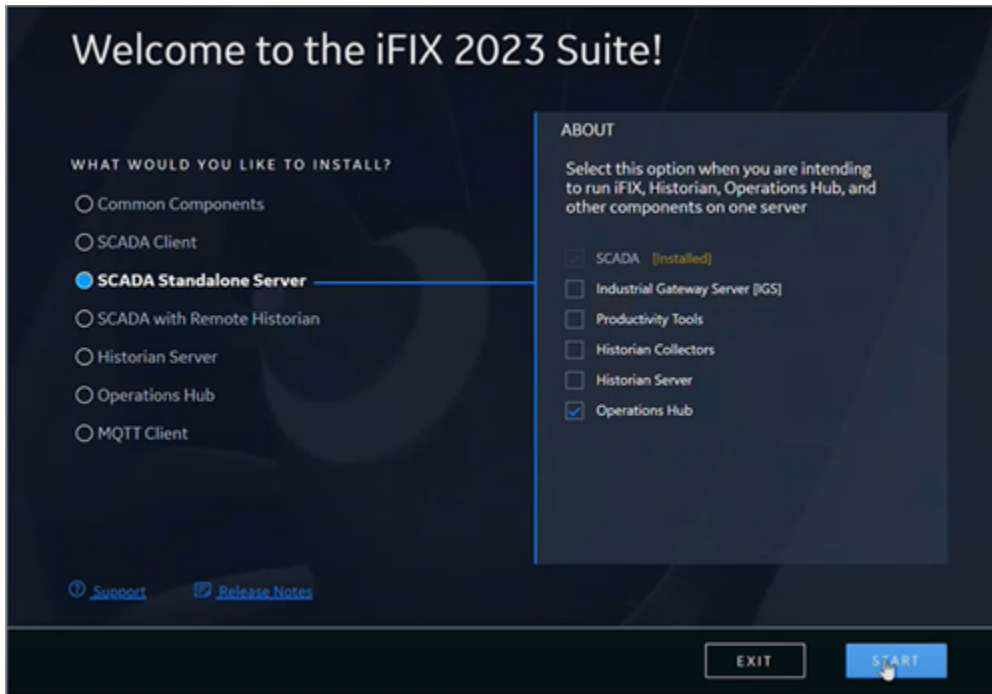 Welcome to the iFIX 2023 Suite!
WHAT WOULD YOU LIKE TO INSTALL?
Common Components
SCADA Client
SCADA Standalone Server
SCADA with Remote Historian
Historian Server
Operations Hub
MQTT Client
ABOUT
Select this option when you are intending
to run iFIX, Historian, Operations Hub, and
other components on one server
SCADA [Installed]
Industrial Gateway Server [IGS]
Productivity Tools
Historian Collectors
Historian Server
Operations Hub
Support
Release Notes
EXIT
START